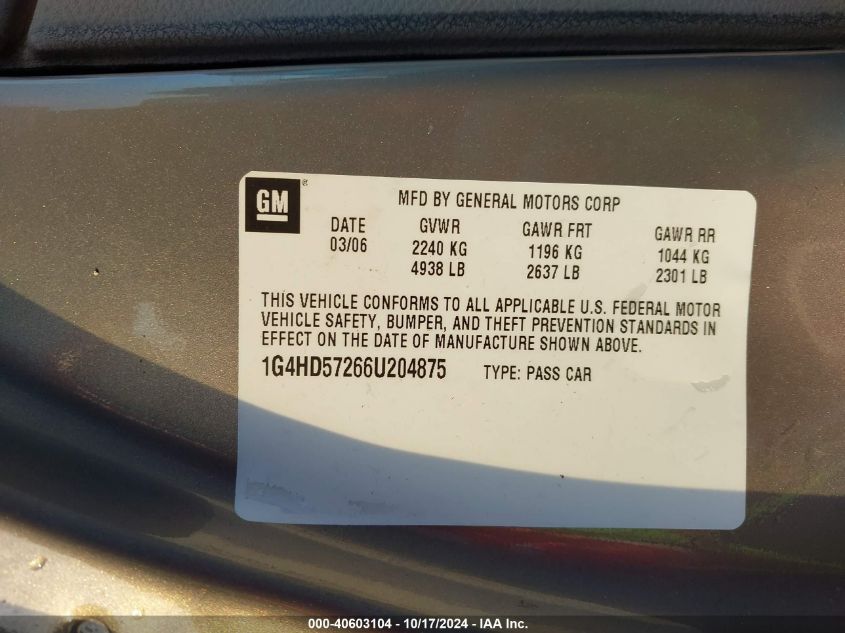 GM®
MFD BY GENERAL MOTORS CORP
DATE GVWR GAWR FRT GAWR RR
03/06 2240 KG 1196 KG 1044 KG
4938 LB 2637 LB 2301 LB
THIS VEHICLE CONFORMS TO ALL APPLICABLE U.S. FEDERAL MOTOR
VEHICLE SAFETY, BUMPER, AND THEFT PREVENTION STANDARDS IN
EFFECT ON THE DATE OF MANUFACTURE SHOWN ABOVE.
1G4HD57266U204875 TYPE: PASS CAR
000-40603104 - 10/17/2024 - IAA Inc.